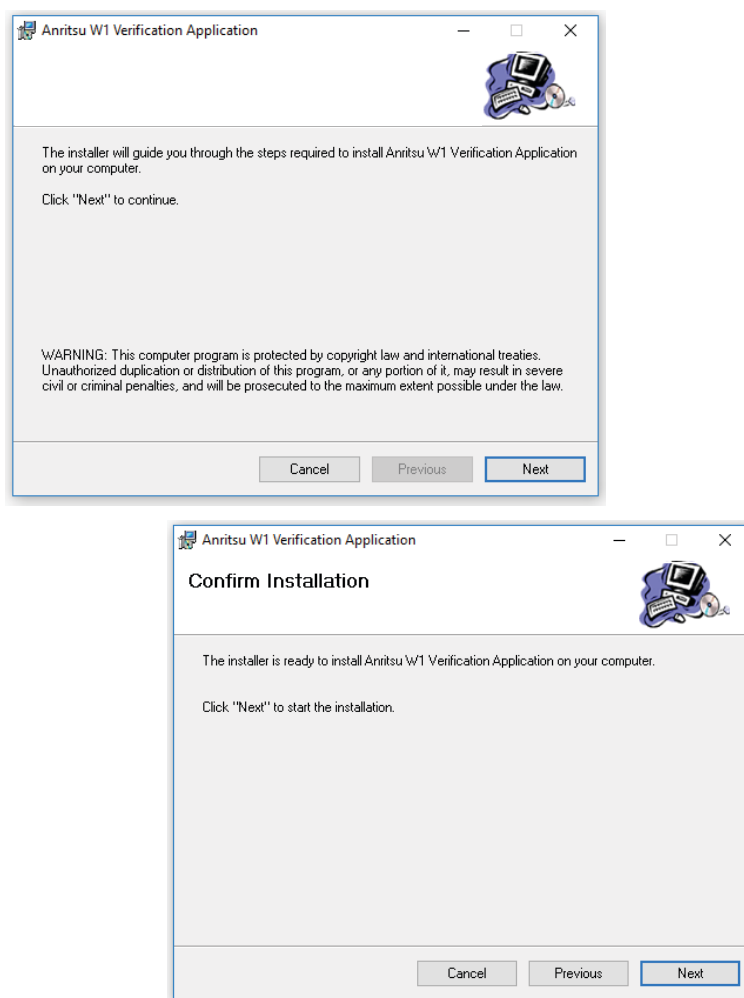 Anritsu W1 Verification Application
The installer will guide you through the steps required to install Anritsu W1 Verification Application
on your computer.
Click "Next" to continue.
WARNING: This computer program is protected by copyright law and international treaties.
Unauthorized duplication or distribution of this program, or any portion of it, may result in severe
civil or criminal penalties, and will be prosecuted to the maximum extent possible under the law.
Cancel Previous Next
Anritsu W1 Verification Application
Confirm Installation
The installer is ready to install Anritsu W1 Verification Application on your computer.
Click "Next" to start the installation.
Cancel Previous Next